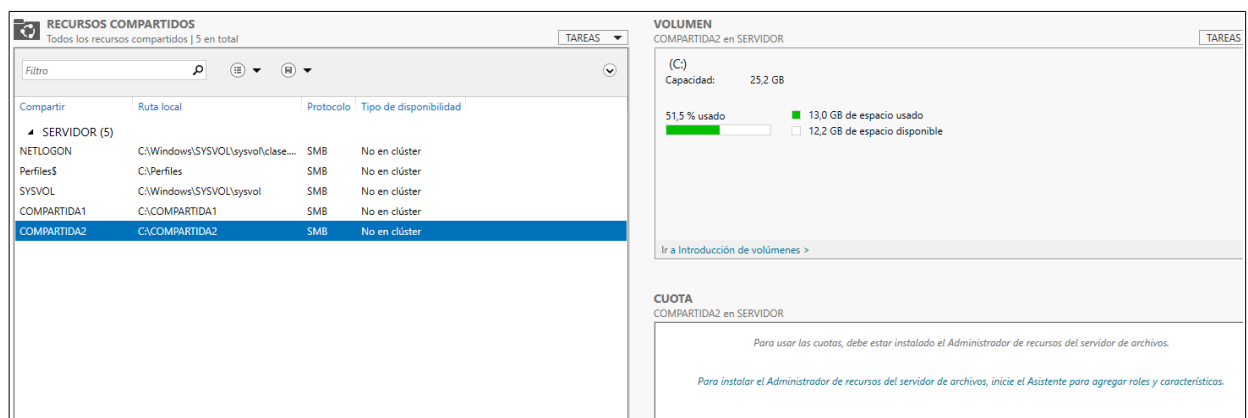 RECURSOS COMPARTIDOS
Todos los recursos compartidos | 5 en total
TAREAS
Filtro
Compartir Ruta local Protocolo Tipo de disponibilidad
SERVIDOR (5)
NETLOGON C:\Windows\SYSVOL\sysvol\clase.... SMB No en clúster
Perfiles$ C:\Perfiles SMB No en clúster
SYSVOL C:\Windows\SYSVOL\sysvol SMB No en clúster
COMPARTIDA1 C:\COMPARTIDA1 SMB No en clúster
COMPARTIDA2 C:\COMPARTIDA2 SMB No en clúster
VOLUMEN
COMPARTIDA2 en SERVIDOR
TAREAS
(C:)
Capacidad: 25,2 GB
51,5 % usado 13,0 GB de espacio usado
12,2 GB de espacio disponible
Ir a Introducción de volúmenes >
CUOTA
COMPARTIDA2 en SERVIDOR
Para usar las cuotas, debe estar instalado el Administrador de recursos del servidor de archivos.
Para instalar el Administrador de recursos del servidor de archivos, inicie el Asistente para agregar roles y características.